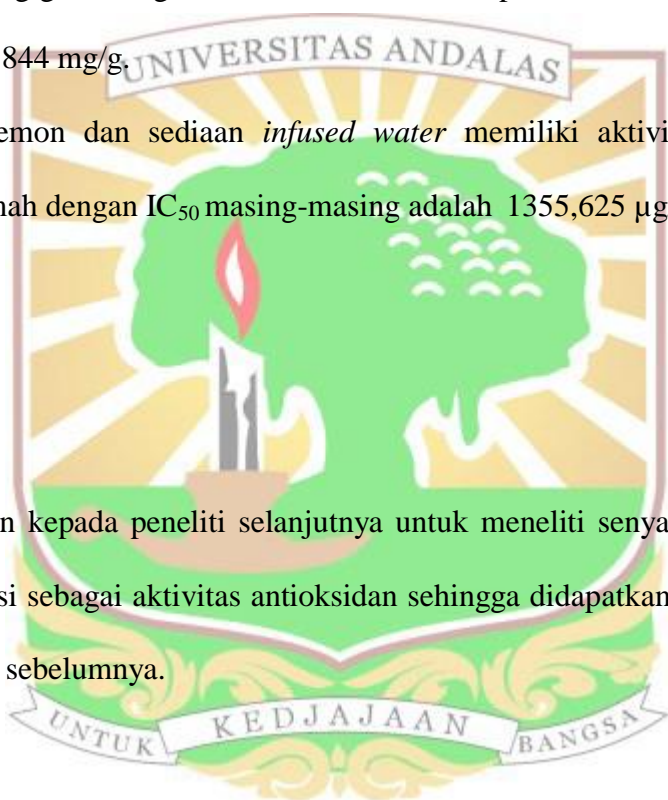 844 mg/g.
UNIVERSITAS ANDALAS
emon dan sediaan infused water memiliki aktivi
nah dengan IC50 masing-masing adalah 1355,625 µg
n kepada peneliti selanjutnya untuk meneliti senya
si sebagai aktivitas antioksidan sehingga didapatkan
sebelumnya.
UNTUK KEDJAJAAN BANGSA